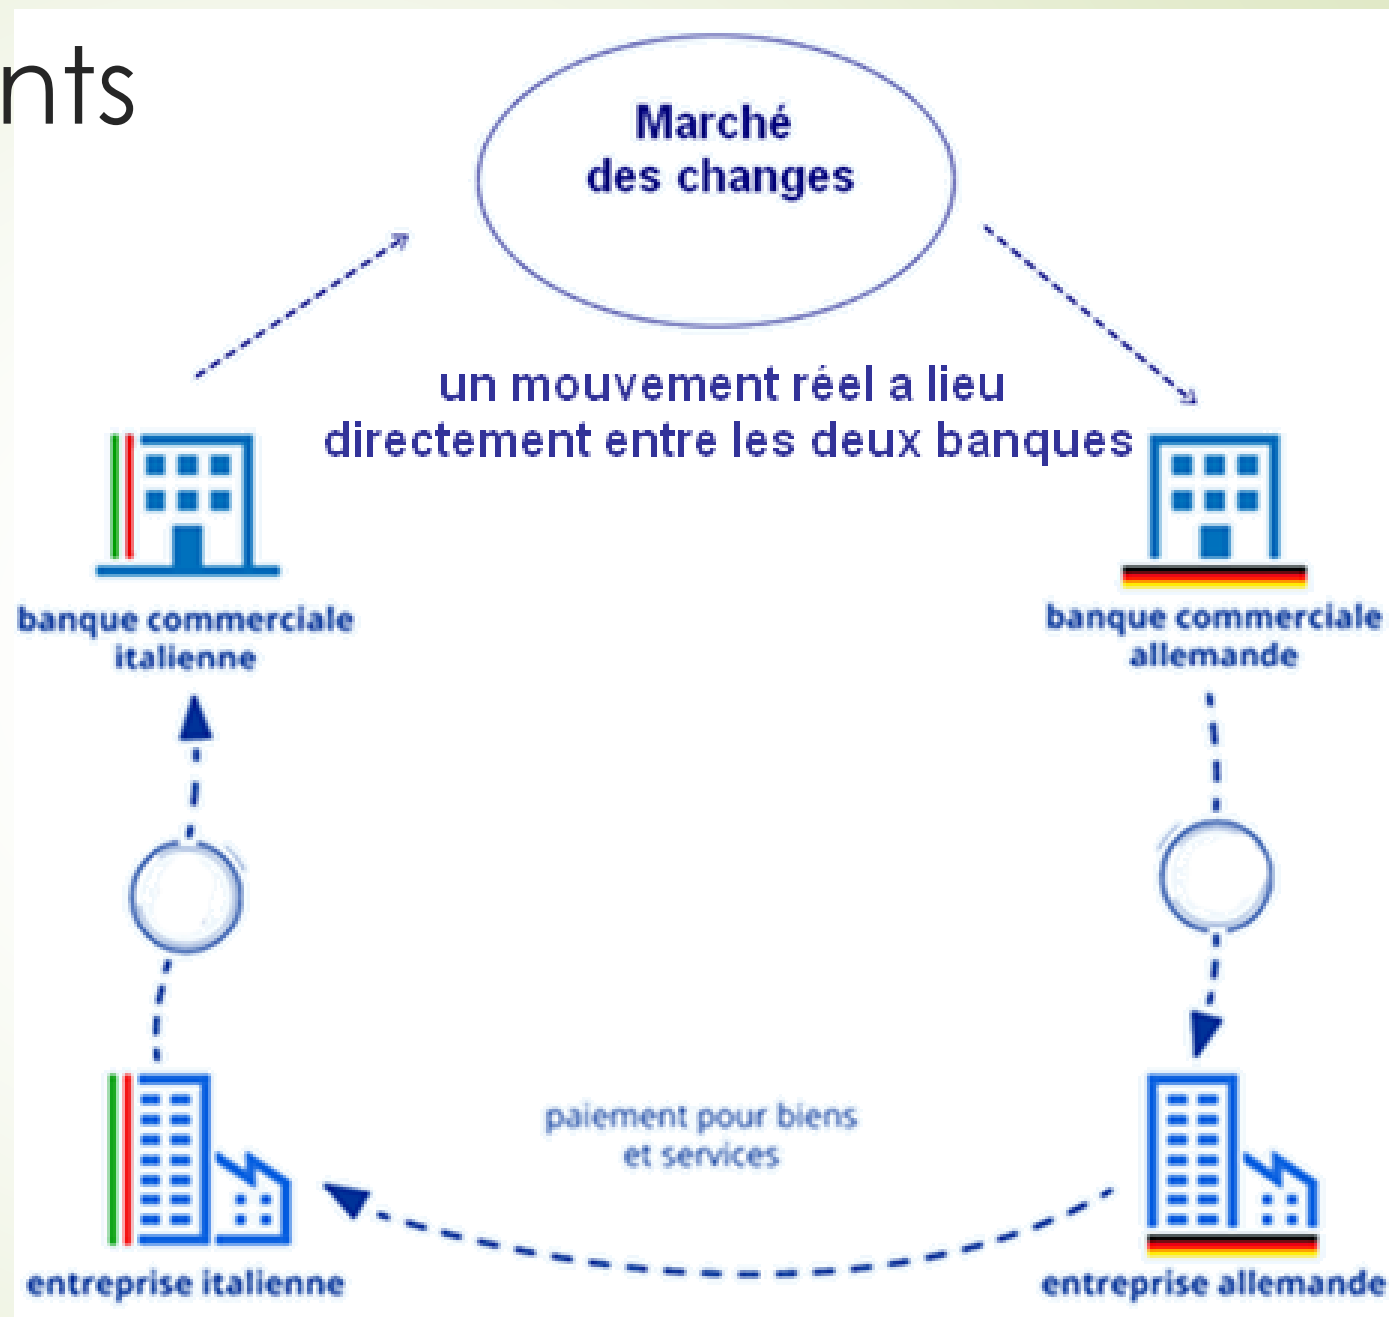 nts
Marché
des changes
un mouvement réel a lieu
directement entre les deux banques
banque commerciale
italienne
banque commerciale
allemande
paiement pour biens
et services
entreprise italienne
entreprise allemande